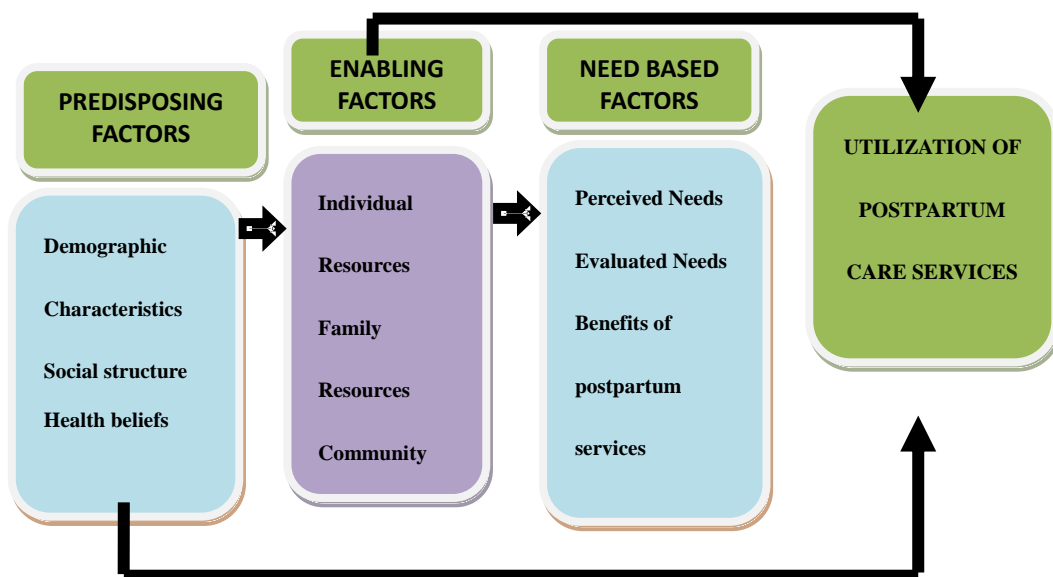 PREDISPOSING
FACTORS
Demographic
Characteristics
Social structure
Health beliefs
ENABLING
FACTORS
Individual
Resources
Family
Resources
Community
NEED BASED
FACTORS
Perceived Needs
Evaluated Needs
Benefits of
postpartum
services
UTILIZATION OF
POSTPARTUM
CARE SERVICES